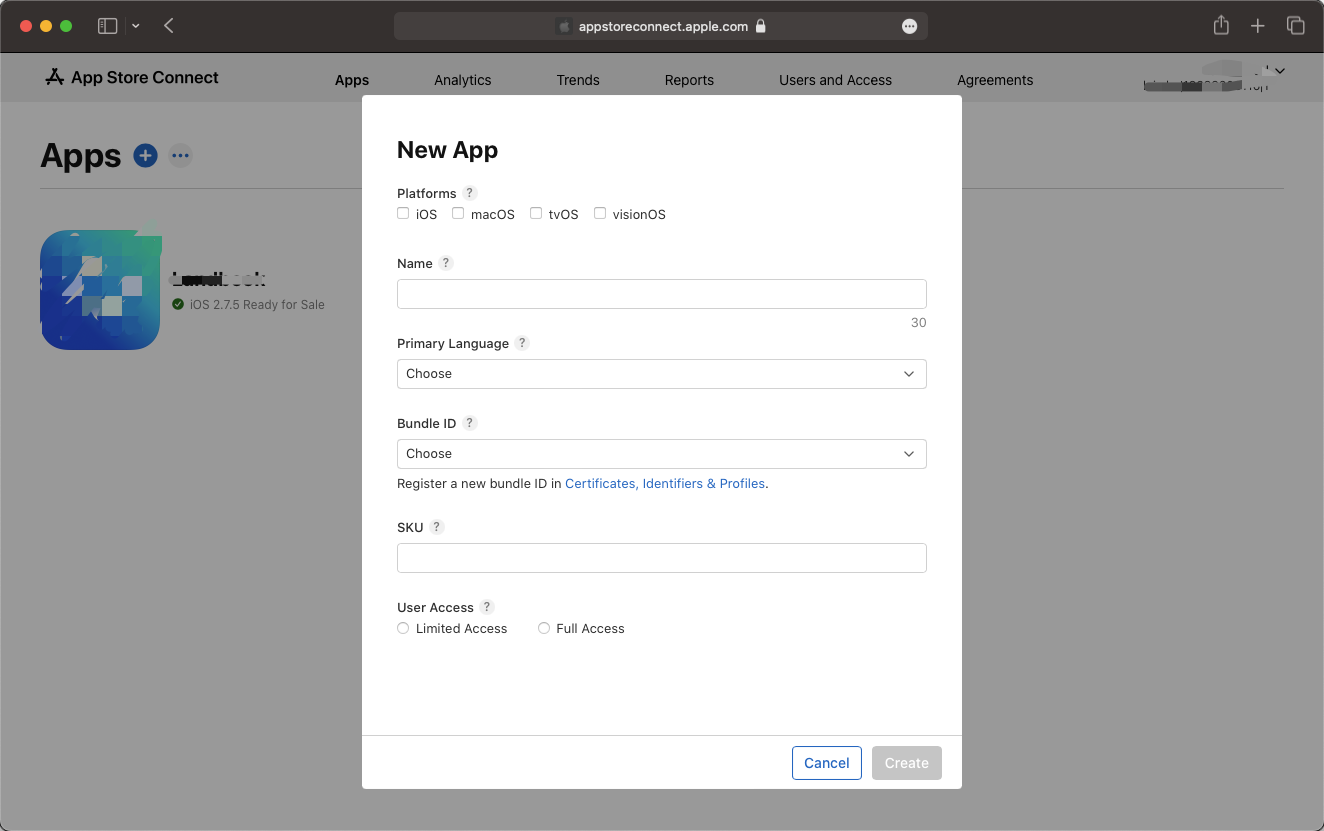 appstoreconnect.apple.com
App Store Connect
Apps
Analytics
Trends
Reports
Users and Access
Agreements
Apps
iOS 2.7.5 Ready for Sale
New App
Platforms ?
iOS macOS tvOS visionOS
Name ?
30
Primary Language ?
Choose
Bundle ID ?
Choose
Register a new bundle ID in Certificates, Identifiers & Profiles.
SKU ?
User Access ?
Limited Access Full Access
Cancel Create